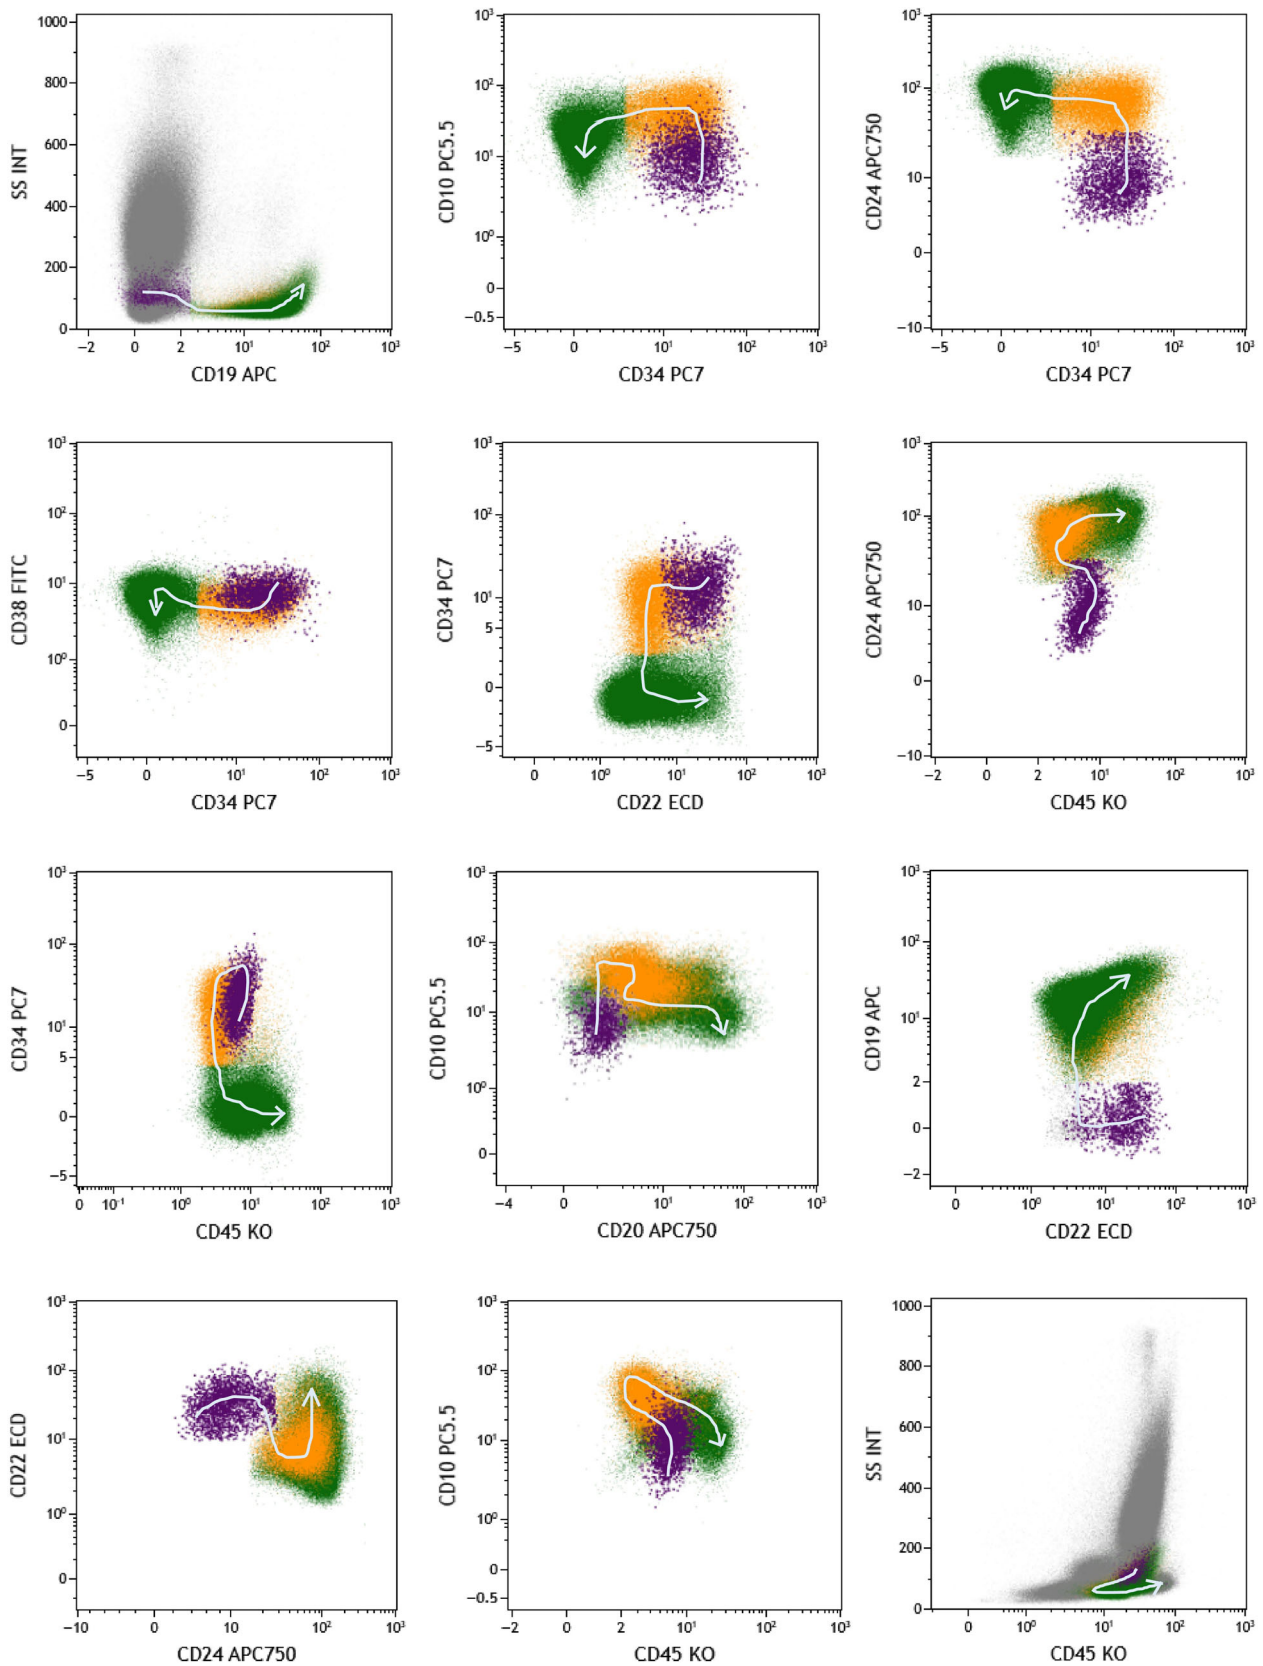 1000
800
600
400
200
0
SS INT
−2 0 2 10¹ 10² 10³
CD19 APC
10³
10²
10¹
10⁰
0
−0.5
CD10 PC5.5
−5 0 10¹ 10² 10³
CD34 PC7
10³
10²
10
0
−10
CD24 APC750
−5 0 10¹ 10² 10³
CD34 PC7
10³
10²
10¹
10⁰
0
CD38 FITC
−5 0 10¹ 10² 10³
CD34 PC7
10³
10²
10¹
5
0
−5
CD34 PC7
0 10⁰ 10¹ 10² 10³
CD22 ECD
10³
10²
10
0
−10
CD24 APC750
−2 0 2 10¹ 10² 10³
CD45 KO
10³
10²
10¹
5
0
−5
CD34 PC7
0 10⁻¹ 10⁰ 10¹ 10² 10³
CD45 KO
10³
10²
10¹
10⁰
0
CD10 PC5.5
−4 0 10¹ 10² 10³
CD20 APC750
10³
10²
10¹
2
0
−2
CD19 APC
0 10⁰ 10¹ 10² 10³
CD22 ECD
10³
10²
10¹
10⁰
0
CD22 ECD
−10 0 10 10² 10³
CD24 APC750
10³
10²
10¹
10⁰
0
−0.5
CD10 PC5.5
−2 0 2 10¹ 10² 10³
CD45 KO
1000
800
600
400
200
0
SS INT
0 10⁰ 10¹ 10² 10³
CD45 KO